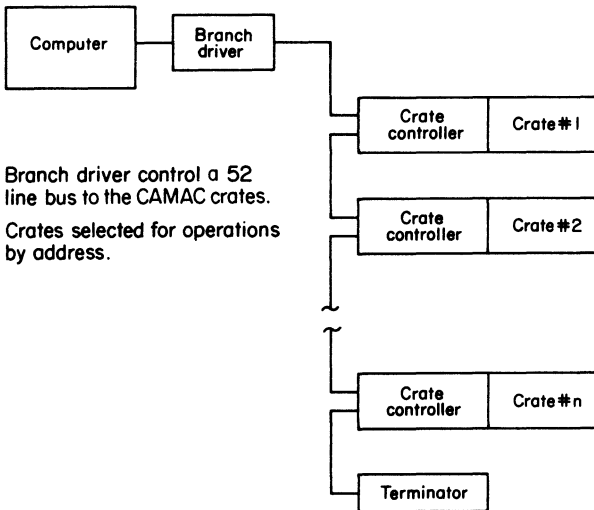 Computer
Branch
driver
Crate
controller
Crate#1
Branch driver control a 52
line bus to the CAMAC crates.
Crates selected for operations
by address.
Crate
controller
Crate#2
Crate
controller
Crate#n
Terminator